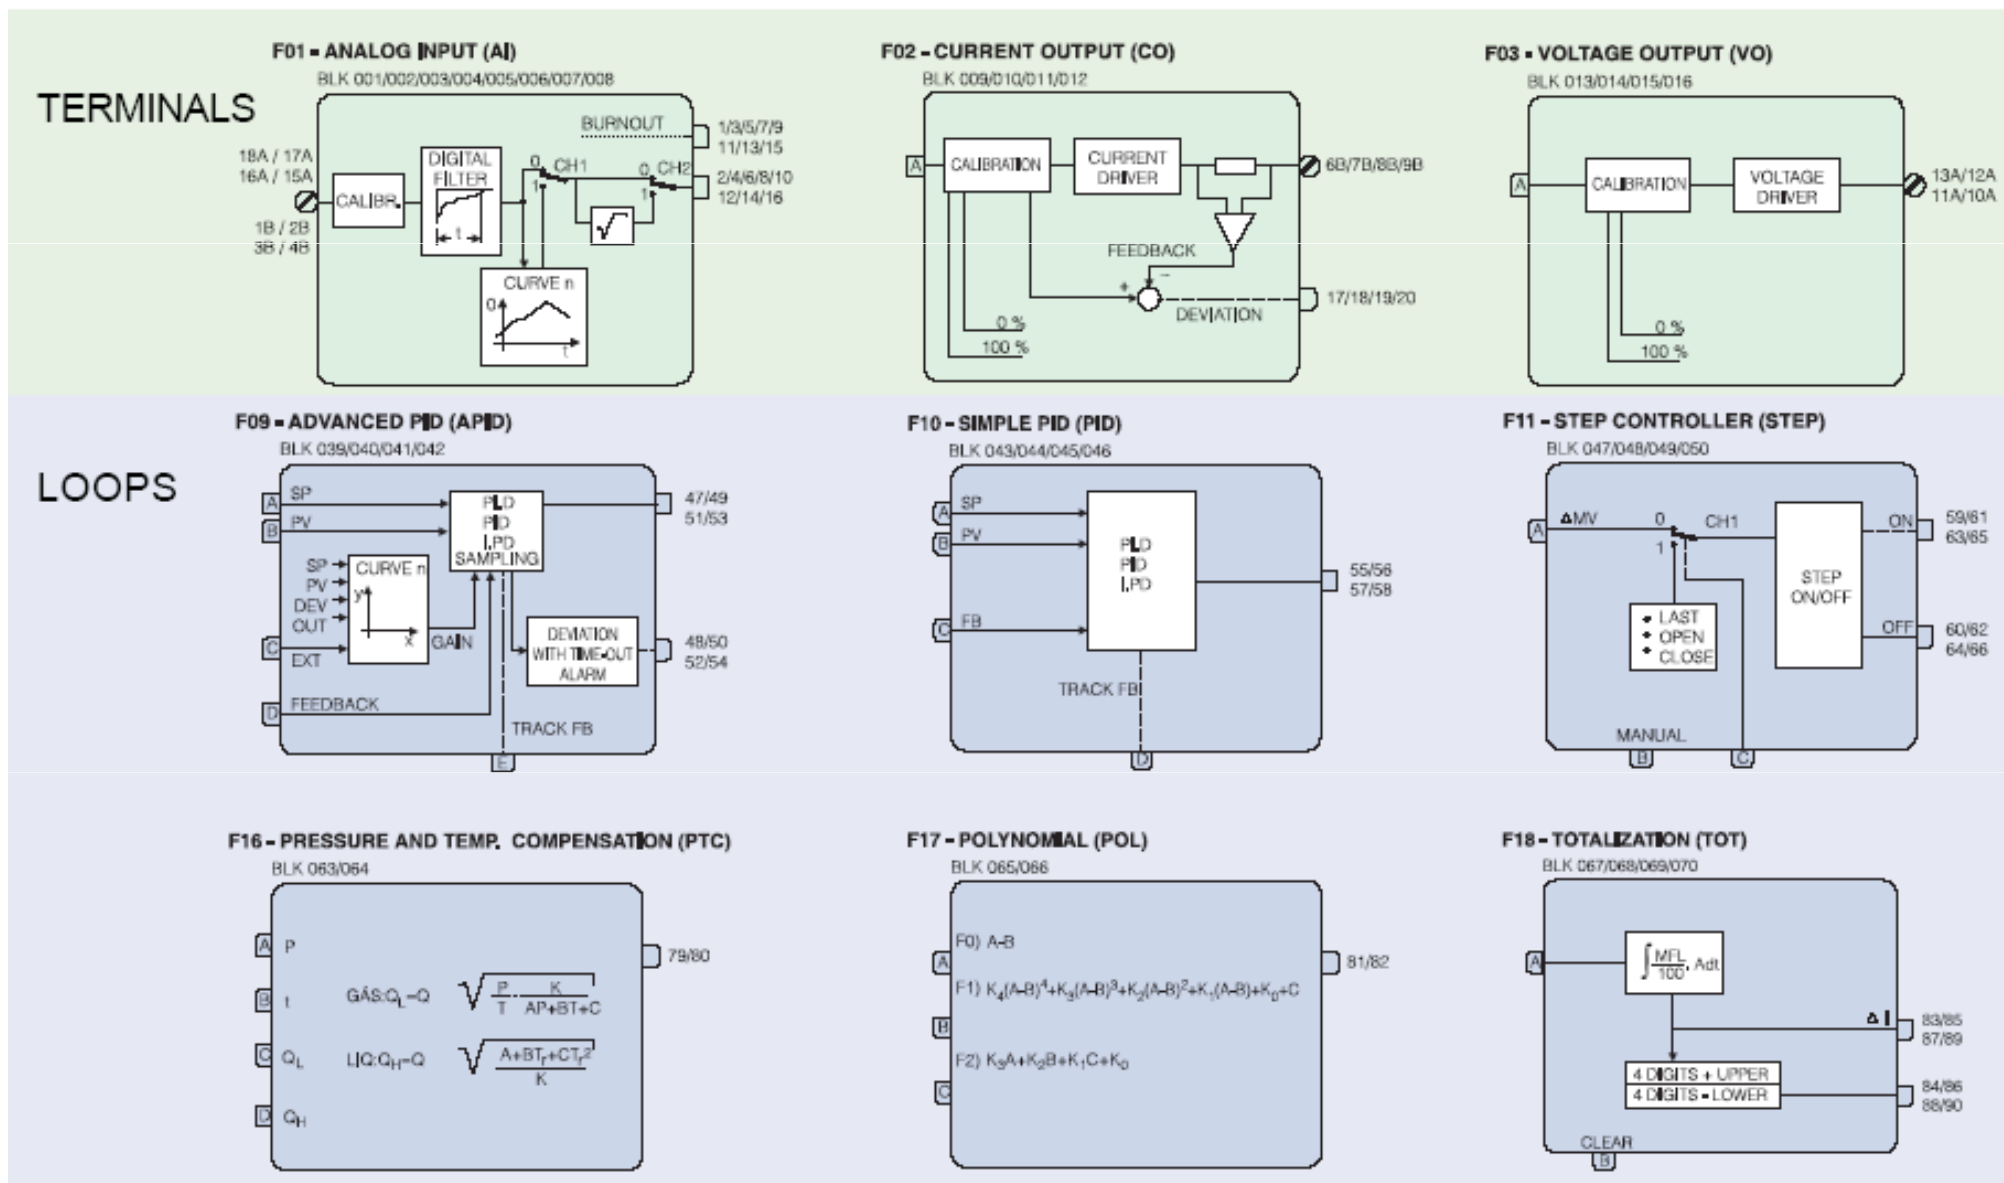 F01 - ANALOG INPUT (AI)
BLK 001/002/003/004/005/006/007/008
TERMINALS
18A / 17A
16A / 15A
1B / 2B
3B / 4B
CALIBR.
DIGITAL
FILTER
t
0
CH1
1
BURNOUT
0
CH2
1
√
CURVE n
0
t
1/3/5/7/9
11/13/15
2/4/6/8/10
12/14/16
F02 - CURRENT OUTPUT (CO)
BLK 009/010/011/012
A
CALIBRATION
CURRENT
DRIVER
6B/7B/8B/9B
FEEDBACK
+
−
DEVIATION
17/18/19/20
0 %
100 %
F03 - VOLTAGE OUTPUT (VO)
BLK 013/014/015/016
A
CALIBRATION
VOLTAGE
DRIVER
13A/12A
11A/10A
0 %
100 %
LOOPS
F09 - ADVANCED PID (APID)
BLK 039/040/041/042
A
SP
B
PV
PI.D
PID
I.PD
SAMPLING
47/49
51/53
SP
PV
DEV
OUT
CURVE n
y
x
C
EXT
GAIN
DEVIATION
WITH TIME-OUT
ALARM
48/50
52/54
D
FEEDBACK
TRACK FB
E
F10 - SIMPLE PID (PID)
BLK 043/044/045/046
A
SP
B
PV
C
FB
PI.D
PID
I.PD
55/56
57/58
TRACK FB
D
F11 - STEP CONTROLLER (STEP)
BLK 047/048/049/050
A
ΔMV
0
CH1
1
• LAST
• OPEN
• CLOSE
STEP
ON/OFF
ON
59/61
63/65
OFF
60/62
64/66
MANUAL
B
C
F16 - PRESSURE AND TEMP. COMPENSATION (PTC)
BLK 063/064
A P
B t
C QL
D QH
GÁS:QL=Q √ P/T . K/AP+BT+C
LIQ:QH=Q √ A+BTr+CTr²/K
79/80
F17 - POLYNOMIAL (POL)
BLK 065/066
F0) A-B
A
F1) K4(A-B)⁴+K3(A-B)³+K2(A-B)²+K1(A-B)+K0+C
B
F2) K3A+K2B+K1C+K0
C
81/82
F18 - TOTALIZATION (TOT)
BLK 067/068/069/070
A
∫ MFL/100 . Adt
Δ I
83/85
87/89
4 DIGITS + UPPER
4 DIGITS - LOWER
84/86
88/90
CLEAR
B